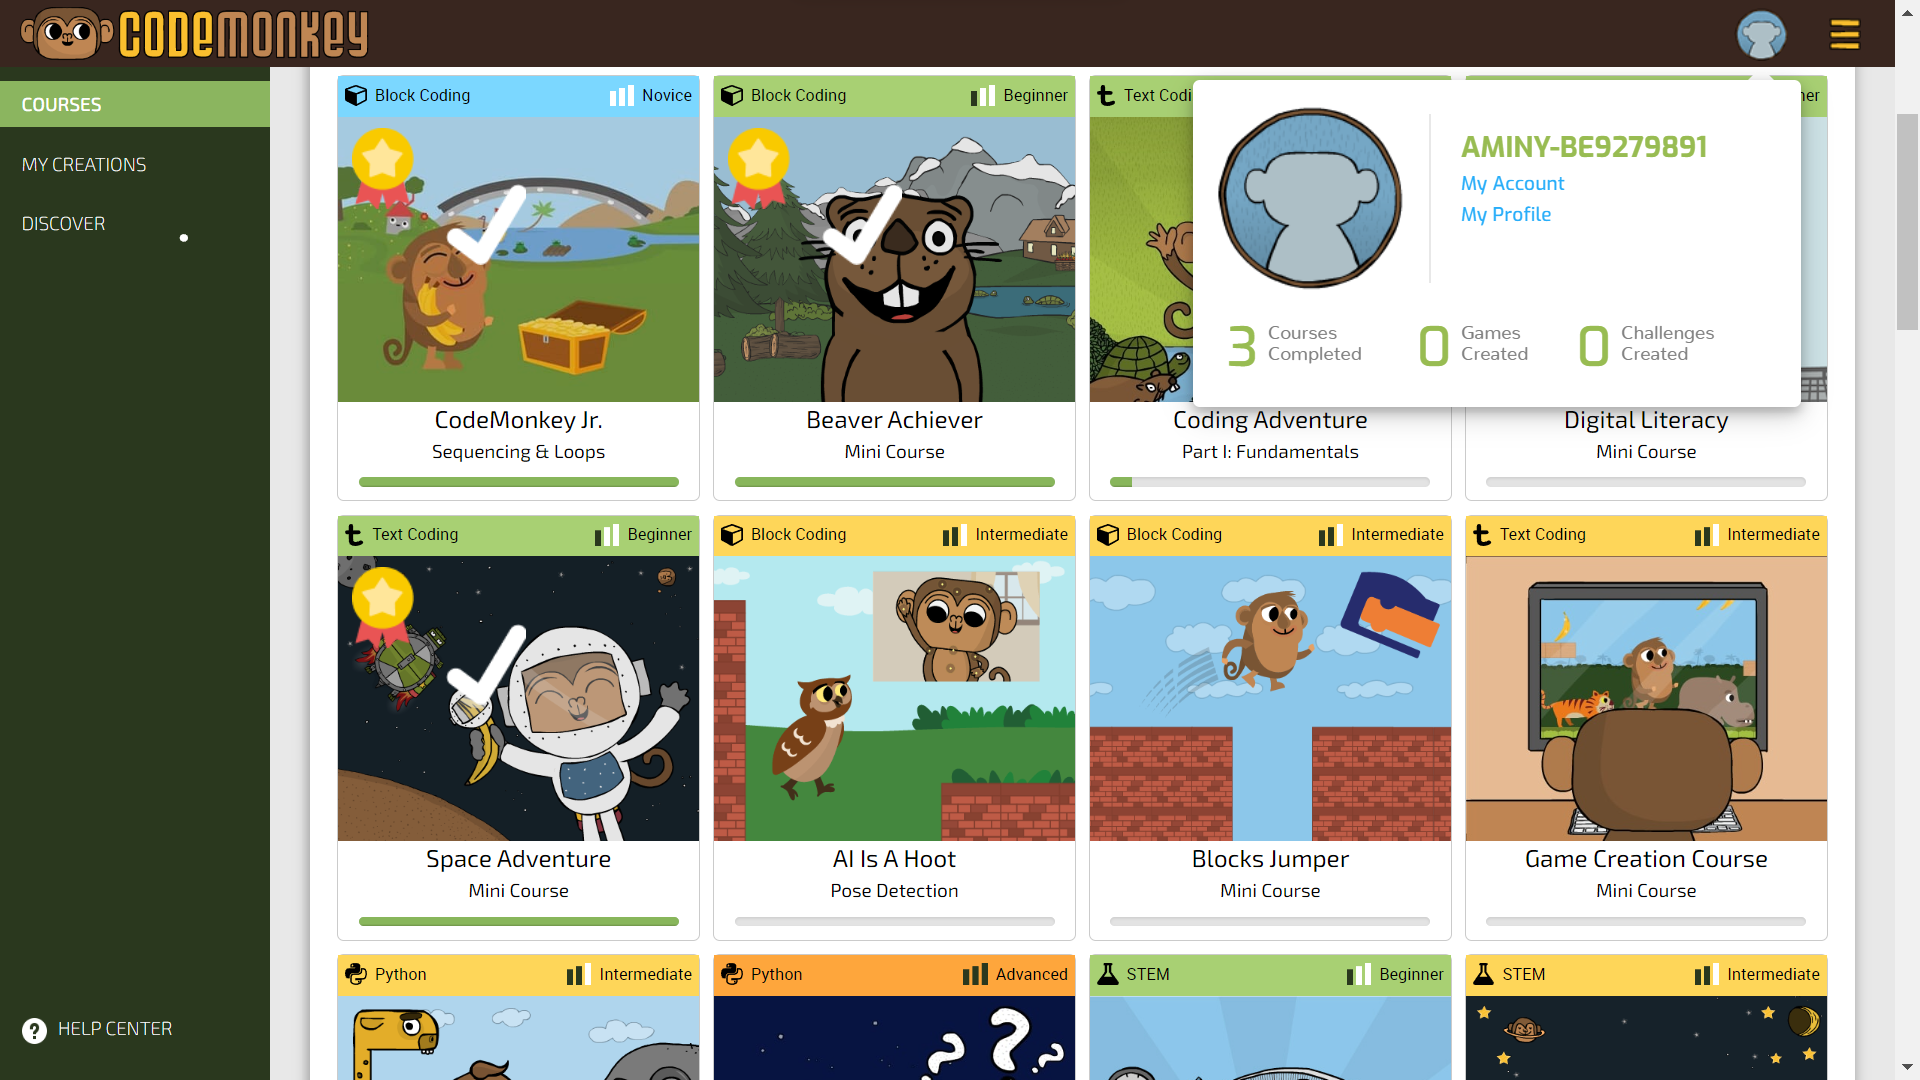 CODEMONKEY
COURSES
MY CREATIONS
DISCOVER
HELP CENTER
Block Coding Novice
CodeMonkey Jr.
Sequencing & Loops
Block Coding Beginner
Beaver Achiever
Mini Course
Text Codi
Coding Adventure
Part I: Fundamentals
ner
Digital Literacy
Mini Course
AMINY-BE9279891
My Account
My Profile
3 Courses Completed
0 Games Created
0 Challenges Created
Text Coding Beginner
Space Adventure
Mini Course
Block Coding Intermediate
AI Is A Hoot
Pose Detection
Block Coding Intermediate
Blocks Jumper
Mini Course
Text Coding Intermediate
Game Creation Course
Mini Course
Python Intermediate
Python Advanced
? ? ?
STEM Beginner
STEM Intermediate